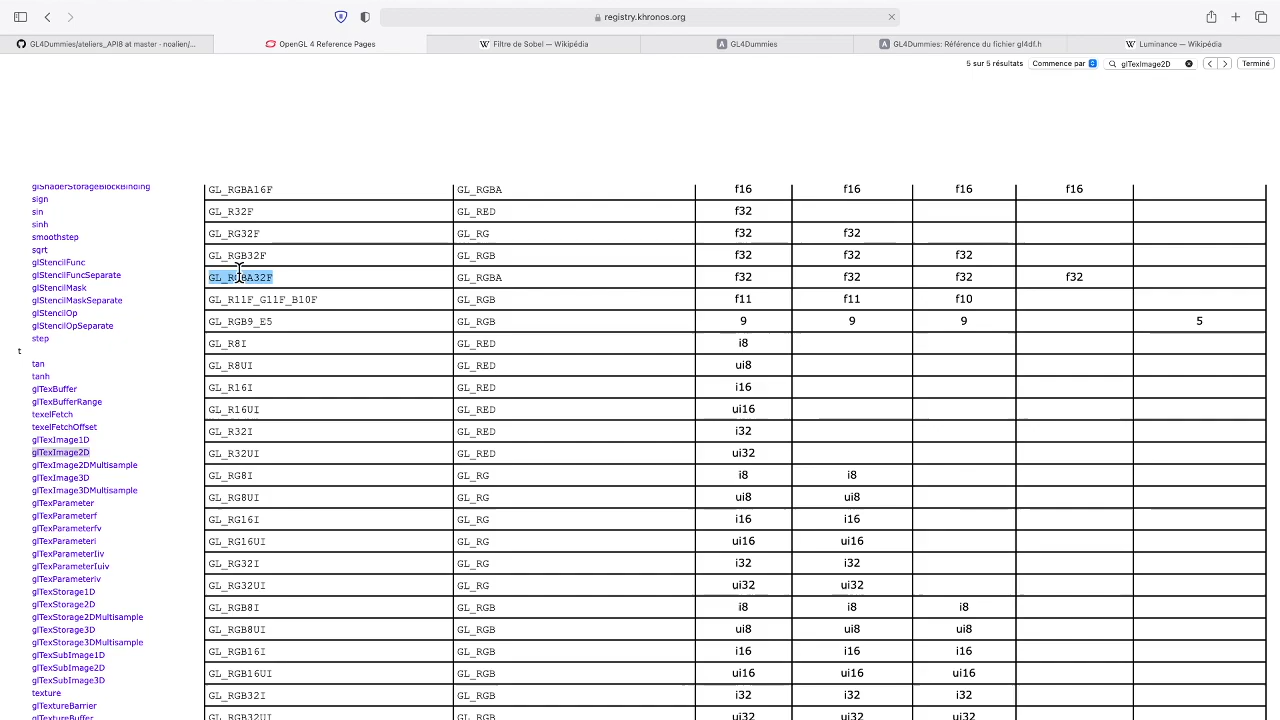 registry.khronos.org
GL4Dummies/ateliers_API8 at master · noalien/...
OpenGL 4 Reference Pages
Filtre de Sobel — Wikipédia
GL4Dummies
GL4Dummies: Référence du fichier gl4df.h
Luminance — Wikipédia
5 sur 5 résultats
Commence par
glTexImage2D
Terminé
glShaderStorageBlockBinding
sign
sin
sinh
smoothstep
sqrt
glStencilFunc
glStencilFuncSeparate
glStencilMask
glStencilMaskSeparate
glStencilOp
glStencilOpSeparate
step
t
tan
tanh
glTexBuffer
glTexBufferRange
texelFetch
texelFetchOffset
glTexImage1D
glTexImage2D
glTexImage2DMultisample
glTexImage3D
glTexImage3DMultisample
glTexParameter
glTexParameterf
glTexParameterfv
glTexParameteri
glTexParameterIiv
glTexParameterIuiv
glTexParameteriv
glTexStorage1D
glTexStorage2D
glTexStorage2DMultisample
glTexStorage3D
glTexStorage3DMultisample
glTexSubImage1D
glTexSubImage2D
glTexSubImage3D
texture
glTextureBarrier
glTextureBuffer
GL_RGBA16F GL_RGBA f16 f16 f16 f16
GL_R32F GL_RED f32
GL_RG32F GL_RG f32 f32
GL_RGB32F GL_RGB f32 f32 f32
GL_RGBA32F GL_RGBA f32 f32 f32 f32
GL_R11F_G11F_B10F GL_RGB f11 f11 f10
GL_RGB9_E5 GL_RGB 9 9 9 5
GL_R8I GL_RED i8
GL_R8UI GL_RED ui8
GL_R16I GL_RED i16
GL_R16UI GL_RED ui16
GL_R32I GL_RED i32
GL_R32UI GL_RED ui32
GL_RG8I GL_RG i8 i8
GL_RG8UI GL_RG ui8 ui8
GL_RG16I GL_RG i16 i16
GL_RG16UI GL_RG ui16 ui16
GL_RG32I GL_RG i32 i32
GL_RG32UI GL_RG ui32 ui32
GL_RGB8I GL_RGB i8 i8 i8
GL_RGB8UI GL_RGB ui8 ui8 ui8
GL_RGB16I GL_RGB i16 i16 i16
GL_RGB16UI GL_RGB ui16 ui16 ui16
GL_RGB32I GL_RGB i32 i32 i32
GL_RGB32UI GL_RGB ui32 ui32 ui32